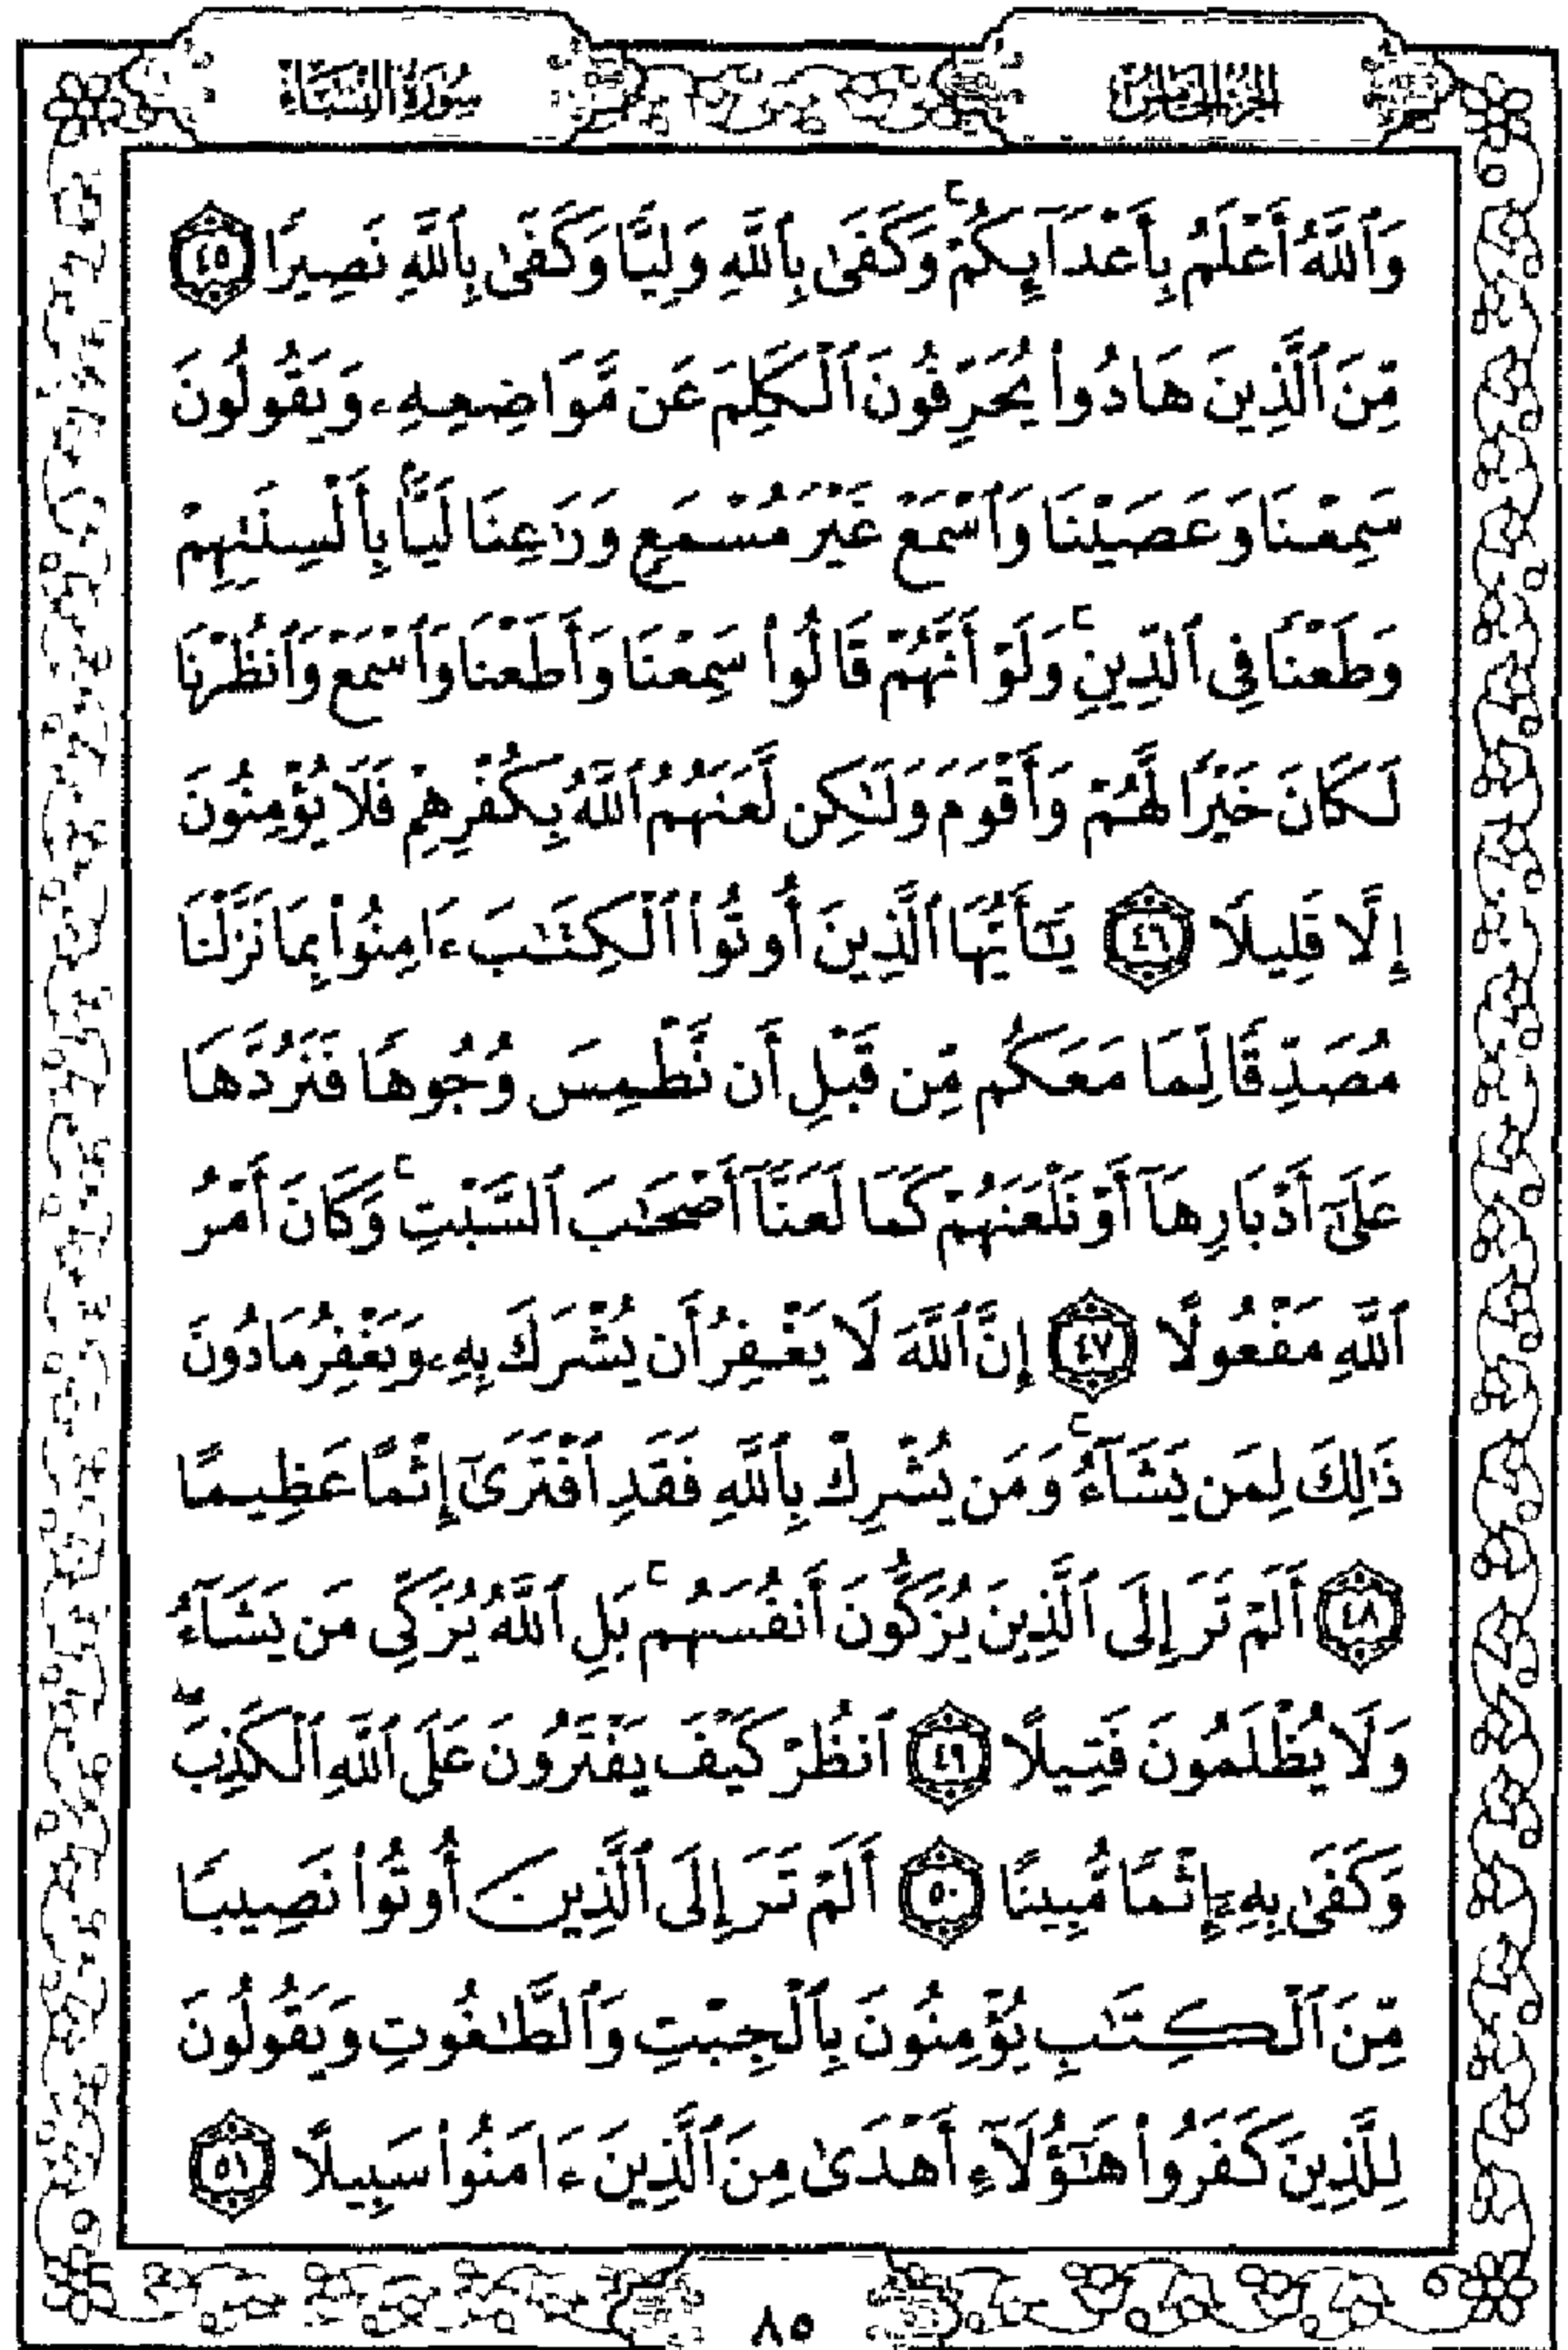 الجزء الخامس
سورة النساء
وَٱللَّهُ أَعْلَمُ بِأَعْدَآئِكُمْ ۚ وَكَفَىٰ بِٱللَّهِ وَلِيًّا وَكَفَىٰ بِٱللَّهِ نَصِيرًا ٤٥
مِّنَ ٱلَّذِينَ هَادُوا۟ يُحَرِّفُونَ ٱلْكَلِمَ عَن مَّوَاضِعِهِۦ وَيَقُولُونَ
سَمِعْنَا وَعَصَيْنَا وَٱسْمَعْ غَيْرَ مُسْمَعٍ وَرَٰعِنَا لَيًّۢا بِأَلْسِنَتِهِمْ
وَطَعْنًا فِى ٱلدِّينِ ۚ وَلَوْ أَنَّهُمْ قَالُوا۟ سَمِعْنَا وَأَطَعْنَا وَٱسْمَعْ وَٱنظُرْنَا
لَكَانَ خَيْرًا لَّهُمْ وَأَقْوَمَ وَلَـٰكِن لَّعَنَهُمُ ٱللَّهُ بِكُفْرِهِمْ فَلَا يُؤْمِنُونَ
إِلَّا قَلِيلًا ٤٦ يَـٰٓأَيُّهَا ٱلَّذِينَ أُوتُوا۟ ٱلْكِتَـٰبَ ءَامِنُوا۟ بِمَا نَزَّلْنَا
مُصَدِّقًا لِّمَا مَعَكُم مِّن قَبْلِ أَن نَّطْمِسَ وُجُوهًا فَنَرُدَّهَا
عَلَىٰٓ أَدْبَارِهَآ أَوْ نَلْعَنَهُمْ كَمَا لَعَنَّآ أَصْحَـٰبَ ٱلسَّبْتِ ۚ وَكَانَ أَمْرُ
ٱللَّهِ مَفْعُولًا ٤٧ إِنَّ ٱللَّهَ لَا يَغْفِرُ أَن يُشْرَكَ بِهِۦ وَيَغْفِرُ مَا دُونَ
ذَٰلِكَ لِمَن يَشَآءُ ۚ وَمَن يُشْرِكْ بِٱللَّهِ فَقَدِ ٱفْتَرَىٰٓ إِثْمًا عَظِيمًا
٤٨ أَلَمْ تَرَ إِلَى ٱلَّذِينَ يُزَكُّونَ أَنفُسَهُم ۚ بَلِ ٱللَّهُ يُزَكِّى مَن يَشَآءُ
وَلَا يُظْلَمُونَ فَتِيلًا ٤٩ ٱنظُرْ كَيْفَ يَفْتَرُونَ عَلَى ٱللَّهِ ٱلْكَذِبَ ۖ
وَكَفَىٰ بِهِۦٓ إِثْمًا مُّبِينًا ٥٠ أَلَمْ تَرَ إِلَى ٱلَّذِينَ أُوتُوا۟ نَصِيبًا
مِّنَ ٱلْكِتَـٰبِ يُؤْمِنُونَ بِٱلْجِبْتِ وَٱلطَّـٰغُوتِ وَيَقُولُونَ
لِلَّذِينَ كَفَرُوا۟ هَـٰٓؤُلَآءِ أَهْدَىٰ مِنَ ٱلَّذِينَ ءَامَنُوا۟ سَبِيلًا ٥١
٨٥